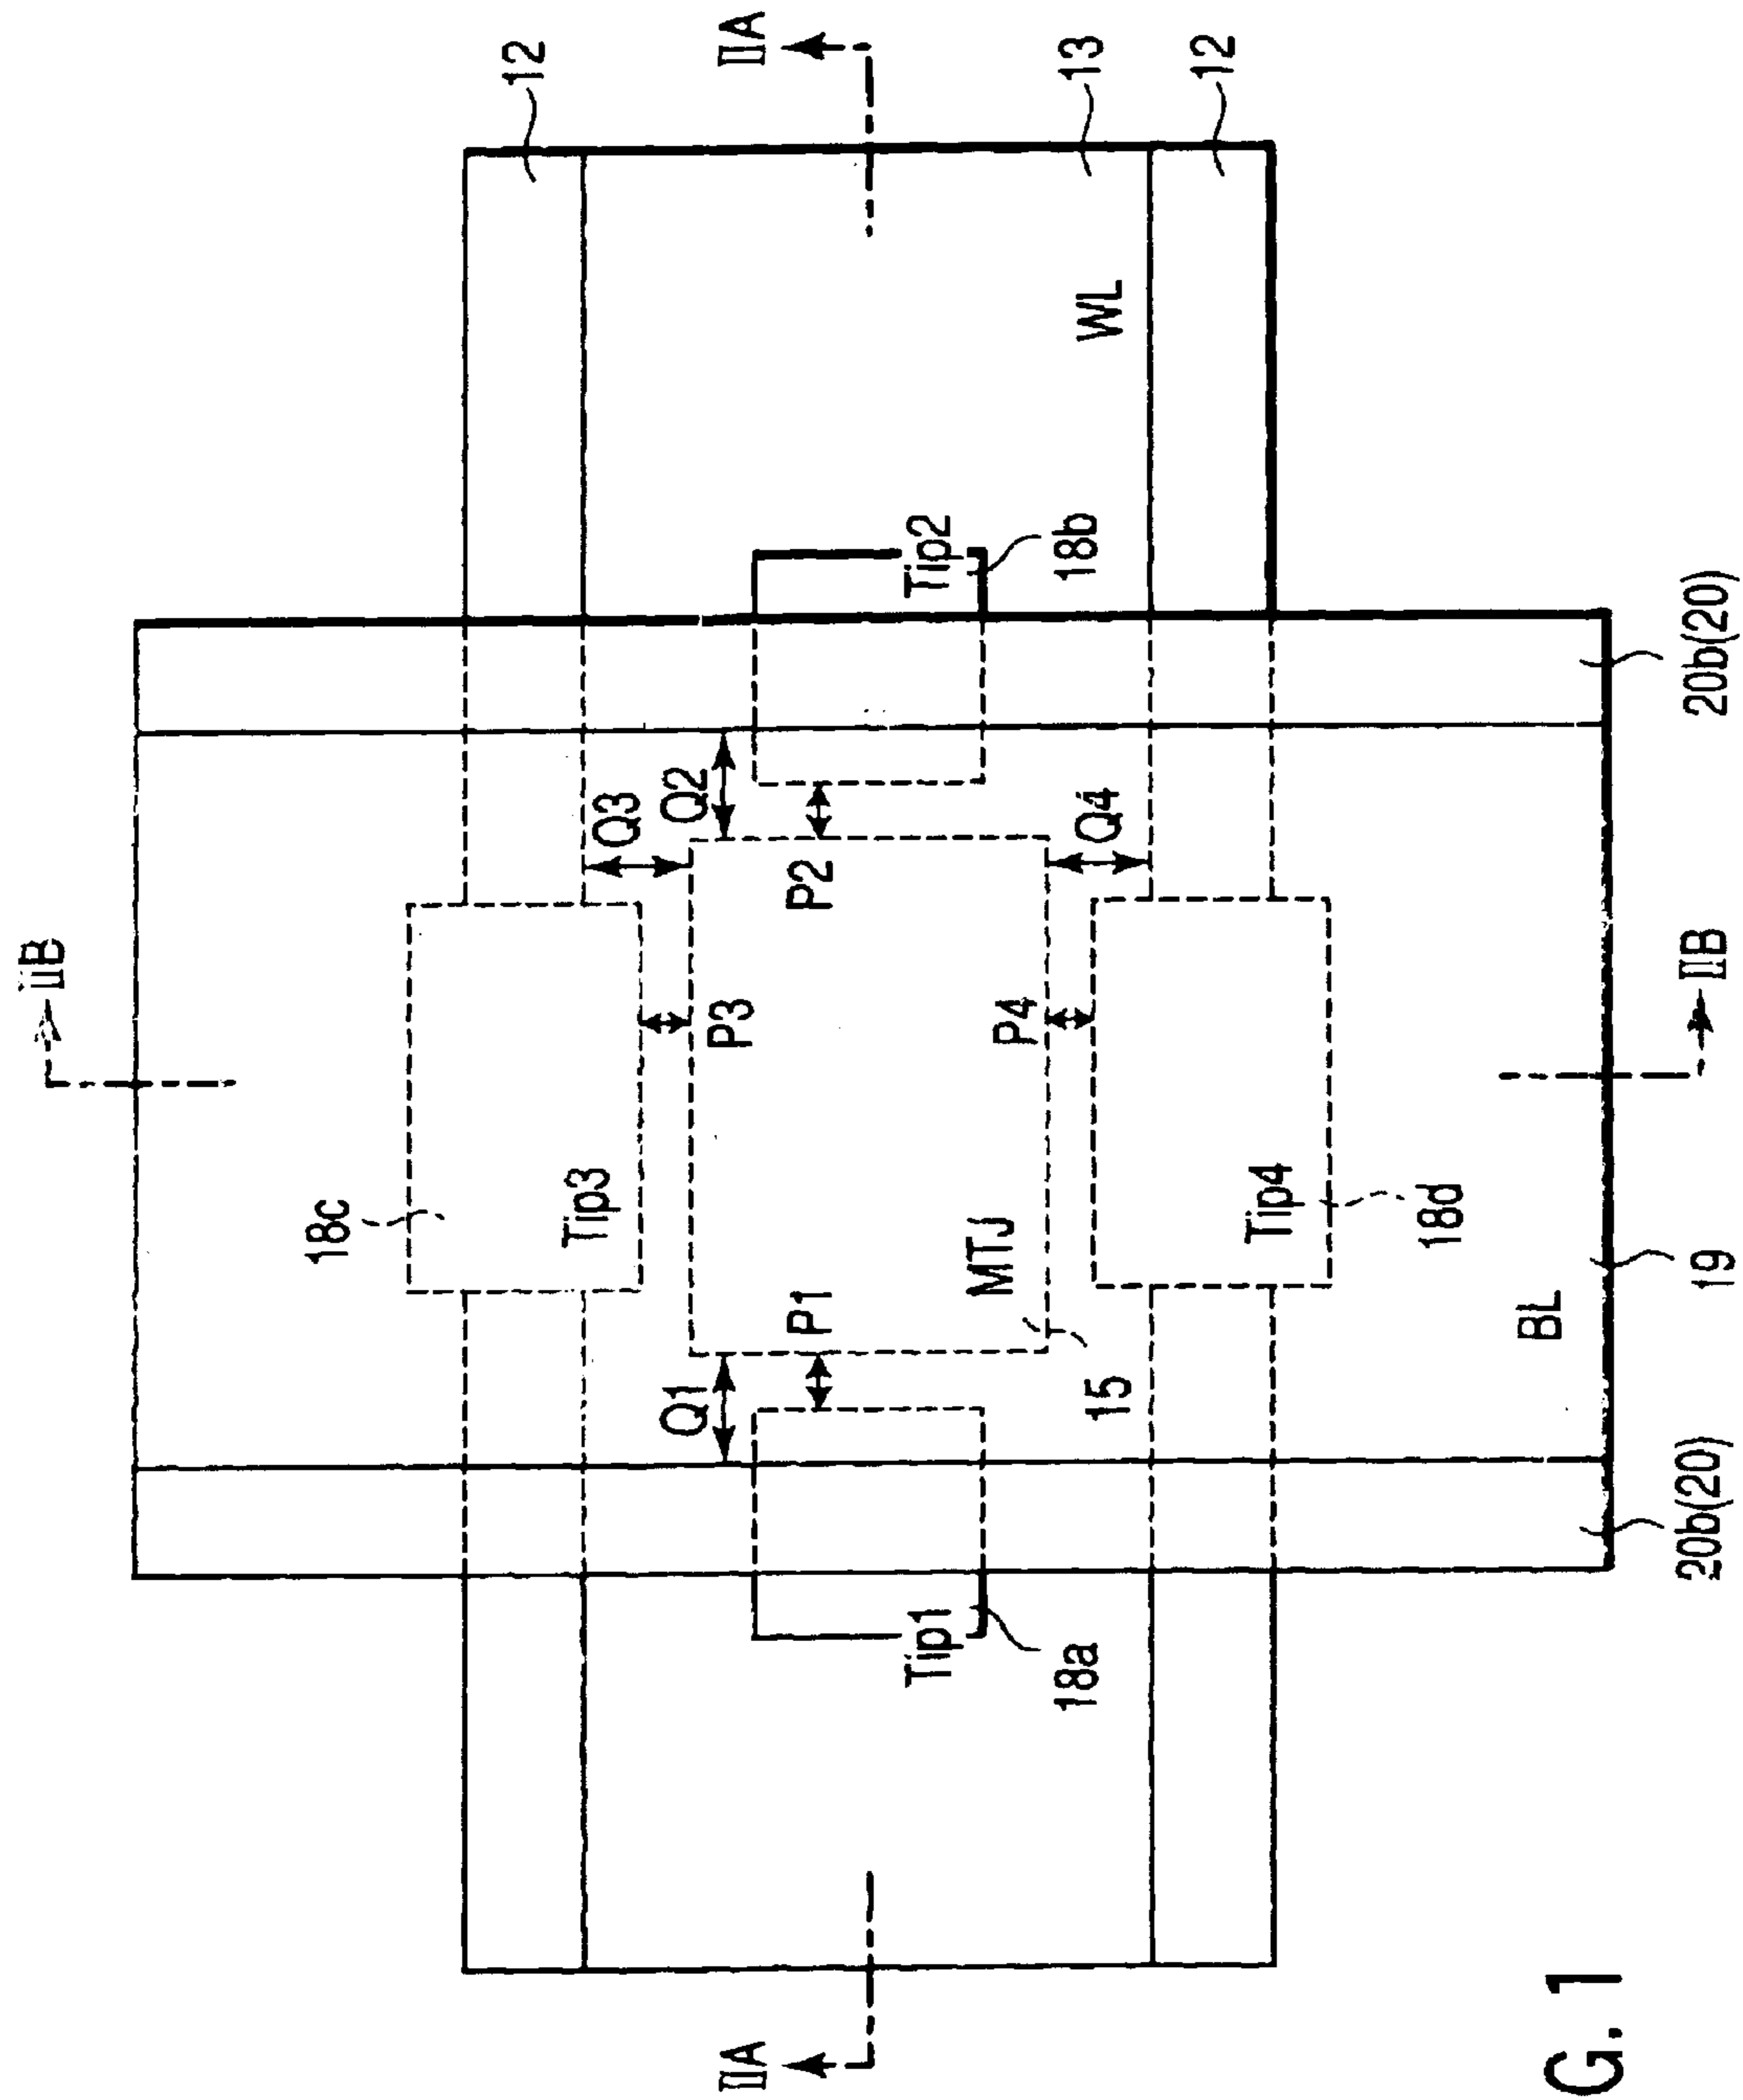 IIA
12
13
12
WL
Tip2
18b
20b(20)
Q3
Q2
Q4
P2
IIB
P3
P4
IIB
18c
Tip3
MTJ
Tip4
18d
P1
Q1
15
BL
19
20b(20)
Tip1
18a
IIA
G. 1